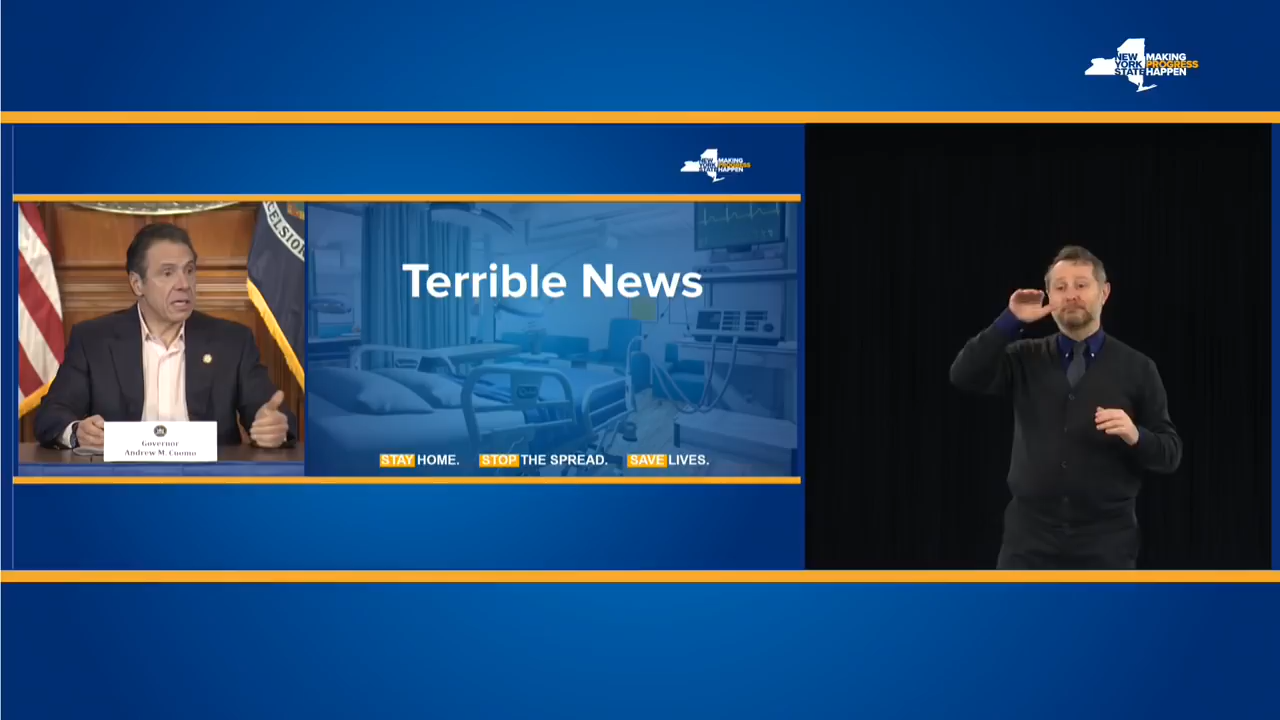 NEW YORK STATE
MAKING PROGRESS HAPPEN
NEW YORK STATE
MAKING PROGRESS HAPPEN
CELSIOR
Terrible News
Governor
Andrew M. Cuomo
STAY HOME. STOP THE SPREAD. SAVE LIVES.